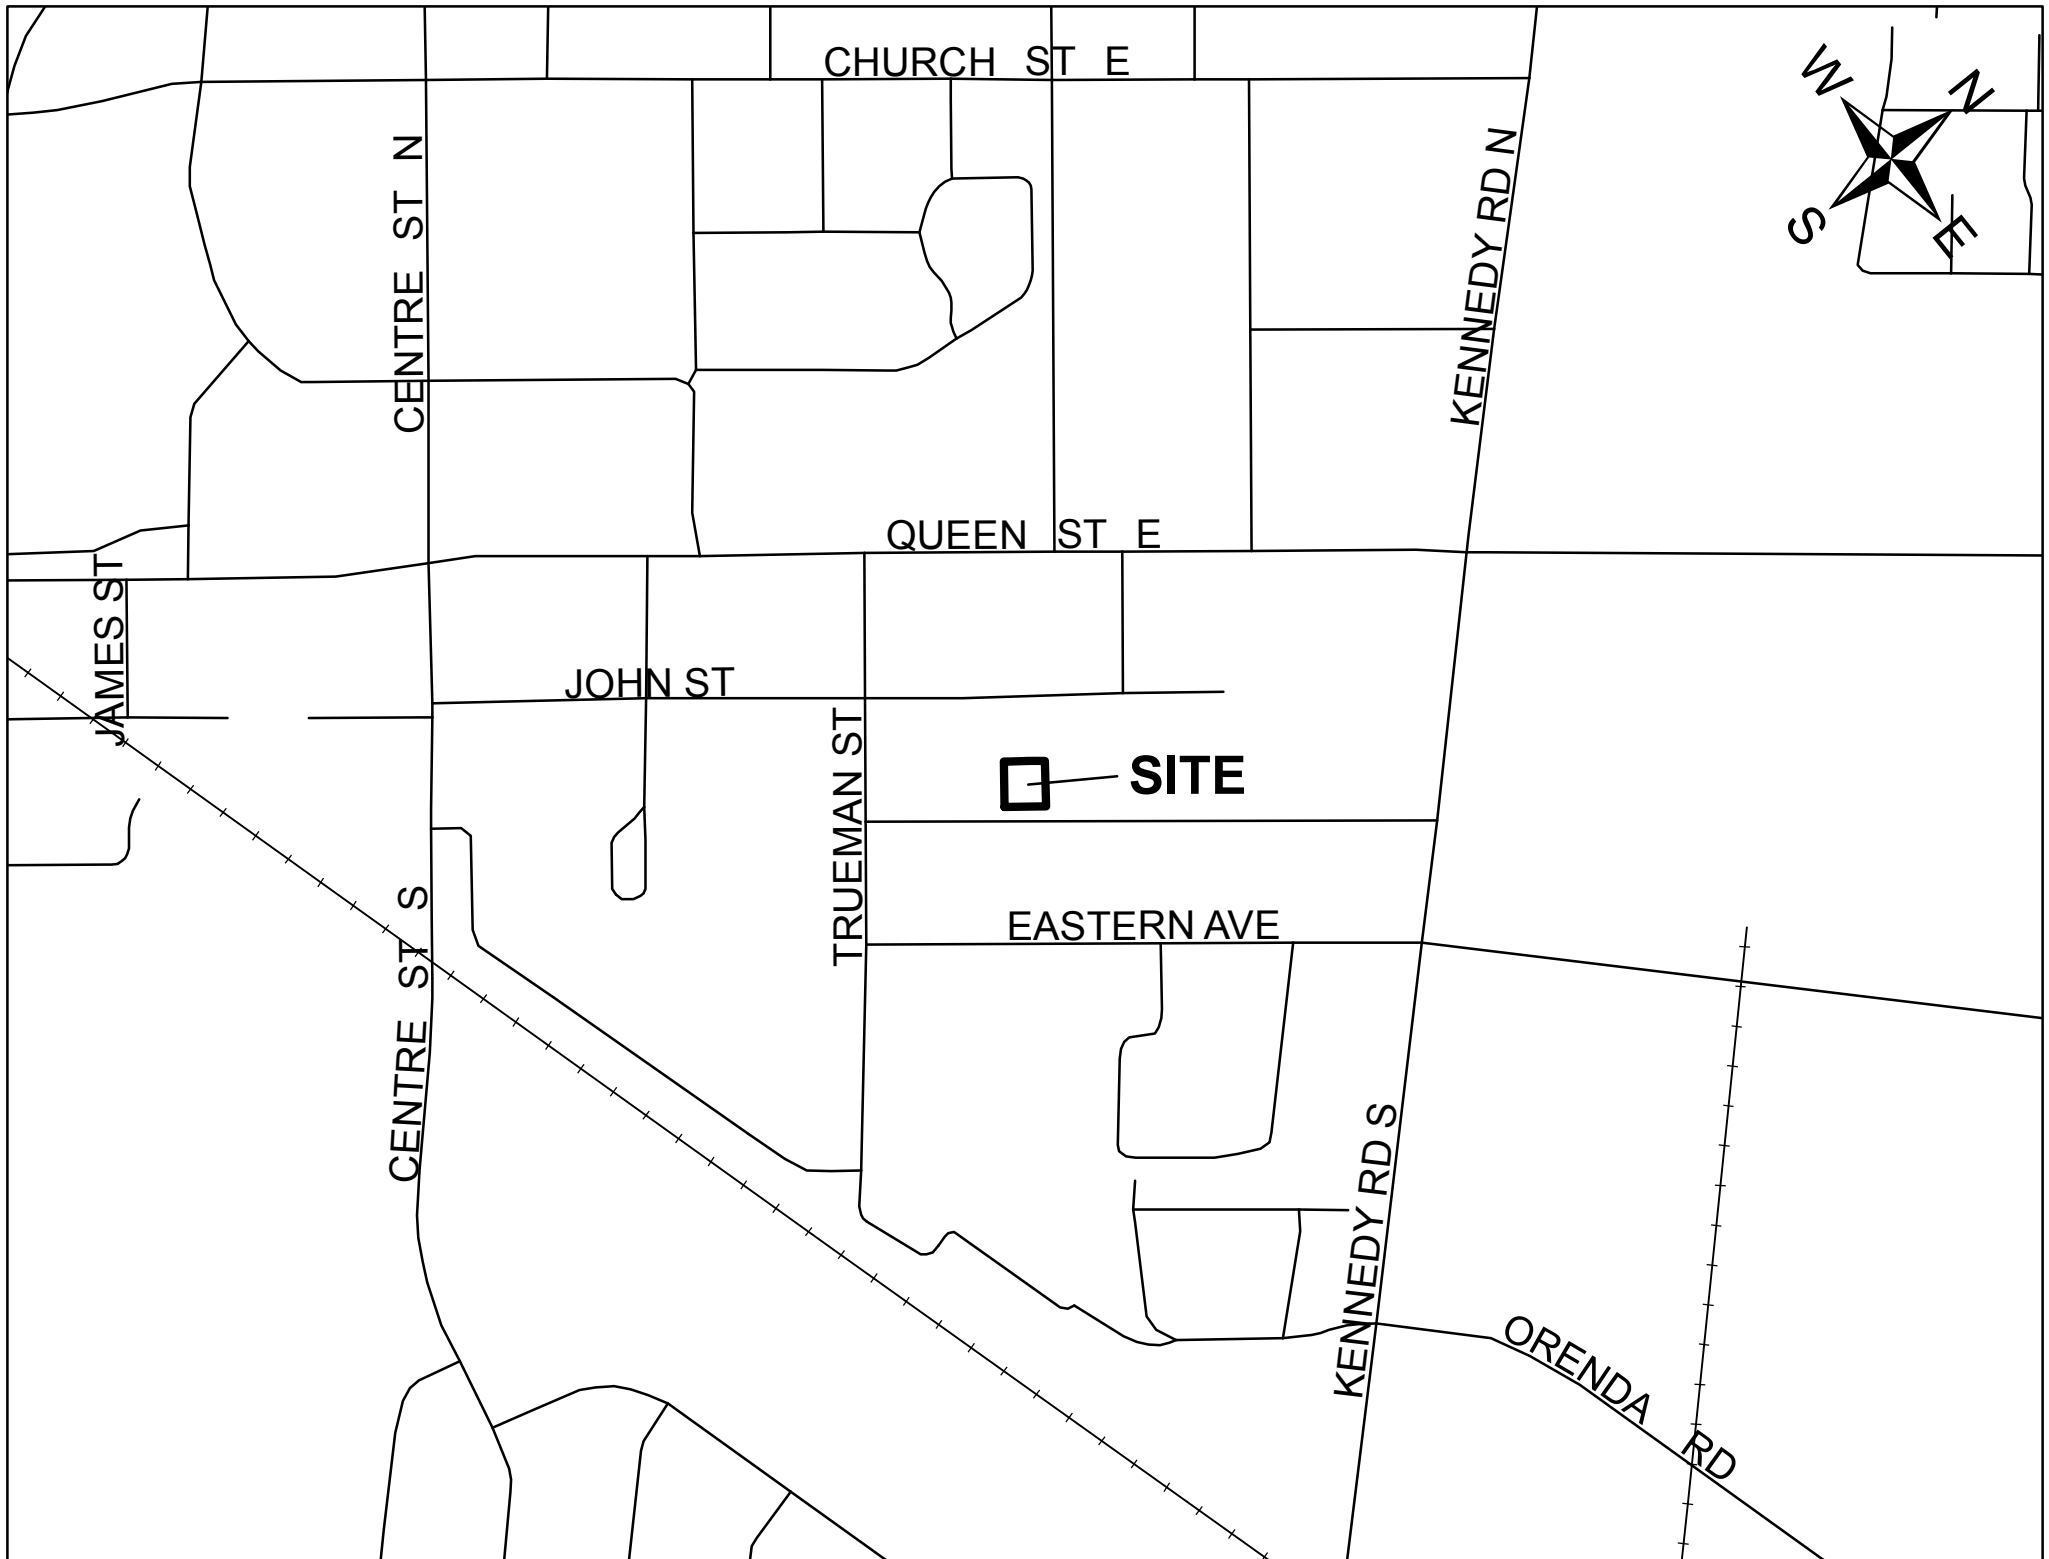 CHURCH ST E
W
N
S
E
CENTRE ST N
KENNEDY RD N
QUEEN ST E
JAMES ST
JOHN ST
TRUEMAN ST
SITE
CENTRE ST S
EASTERN AVE
KENNEDY RD S
ORENDA RD